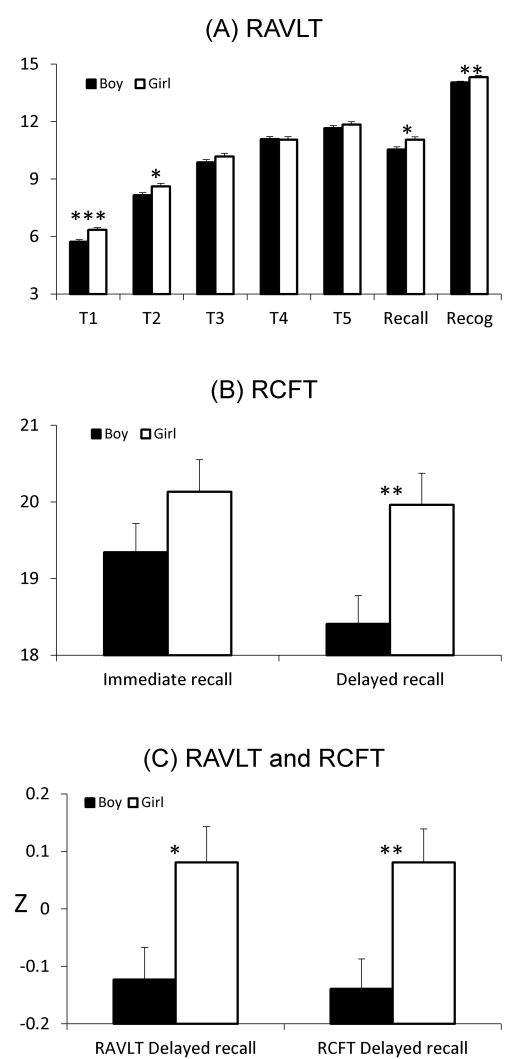 (A) RAVLT
15
12
9
6
3
Boy Girl
*** * * **
T1 T2 T3 T4 T5 Recall Recog
(B) RCFT
21
20
19
18
Boy Girl
**
Immediate recall Delayed recall
(C) RAVLT and RCFT
0.2
0.1
0
-0.1
-0.2
Z
Boy Girl
* **
RAVLT Delayed recall RCFT Delayed recall